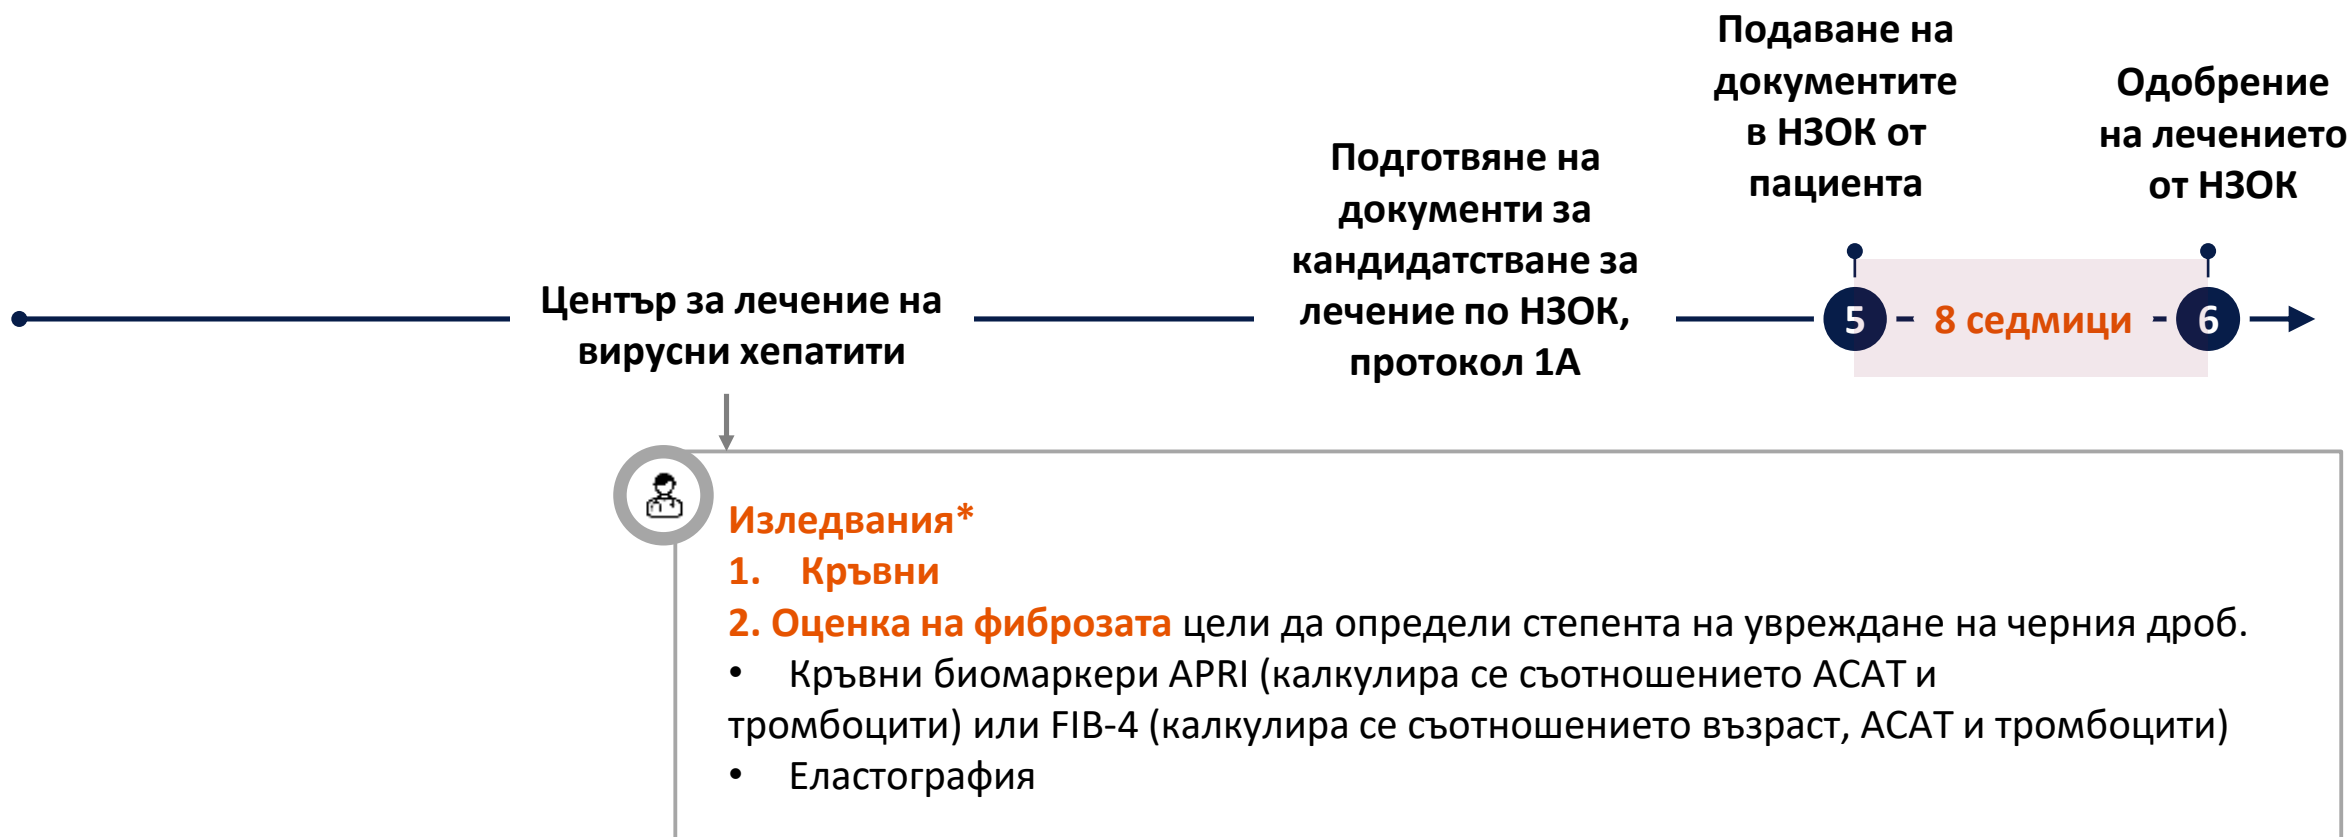 Център за лечение на
вирусни хепатити
Подготвяне на
документи за
кандидатстване за
лечение по НЗОК,
протокол 1А
Подаване на
документите
в НЗОК от
пациента
Одобрение
на лечението
от НЗОК
5
8 седмици
6
Изледвания*
1. Кръвни
2. Оценка на фиброзата цели да определи степента на увреждане на черния дроб.
• Кръвни биомаркери APRI (калкулира се съотношението АСАТ и
тромбоцити) или FIB-4 (калкулира се съотношението възраст, АСАТ и тромбоцити)
• Еластография